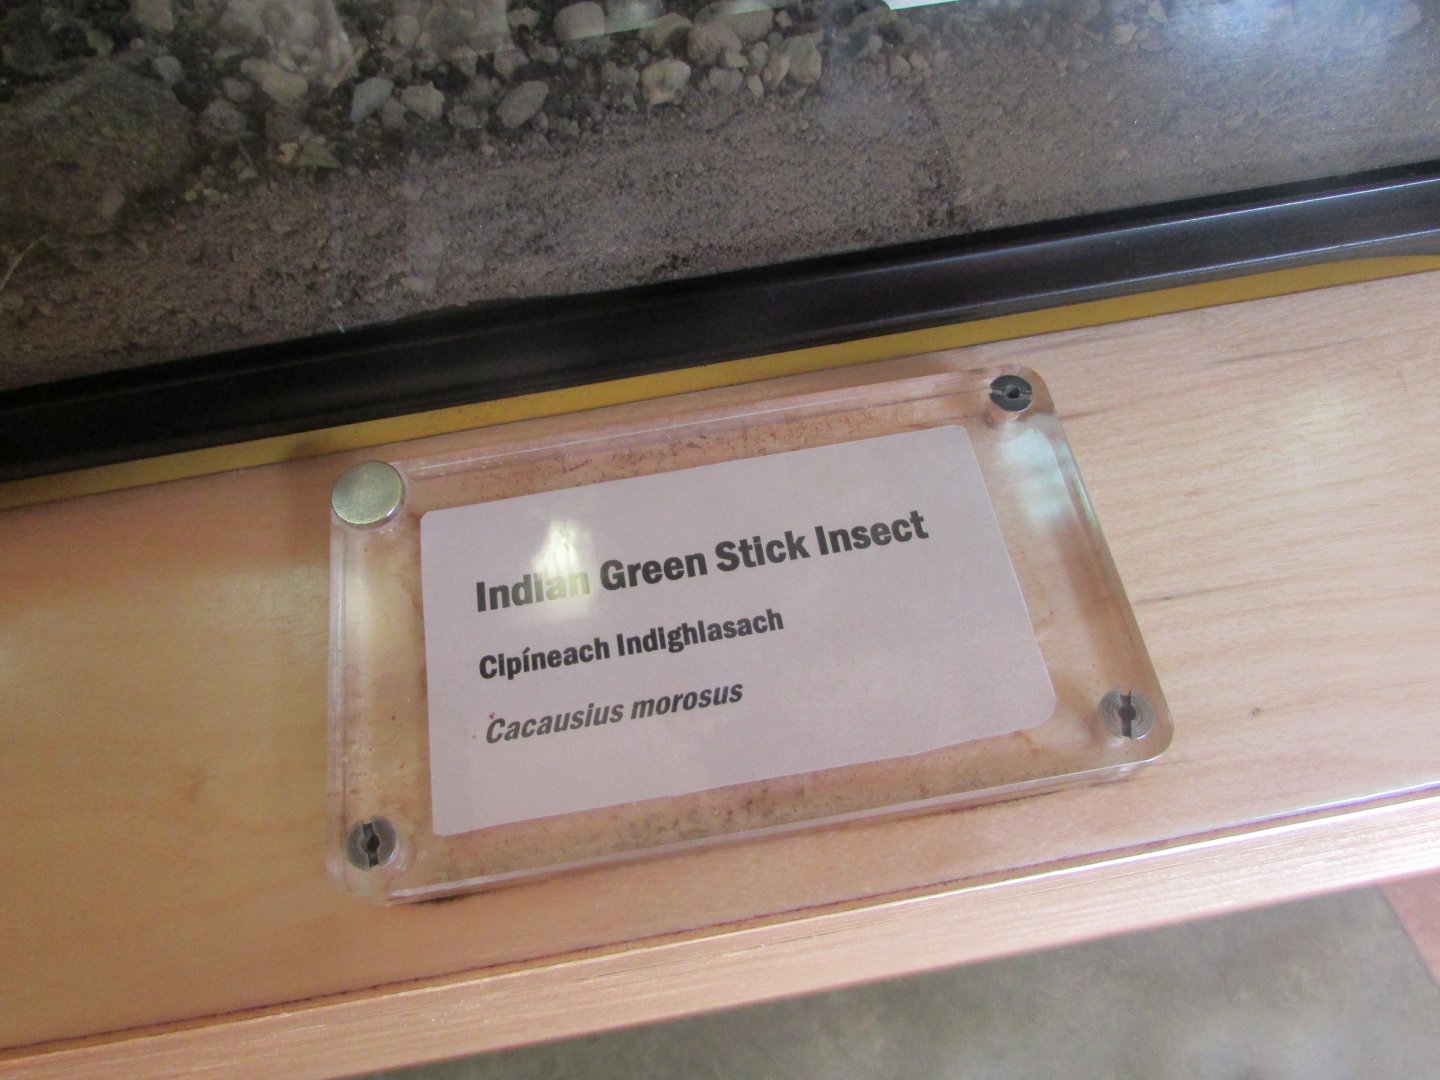 Indian Green Stick Insect
Cipíneach Indighlasach
Cacausius morosus